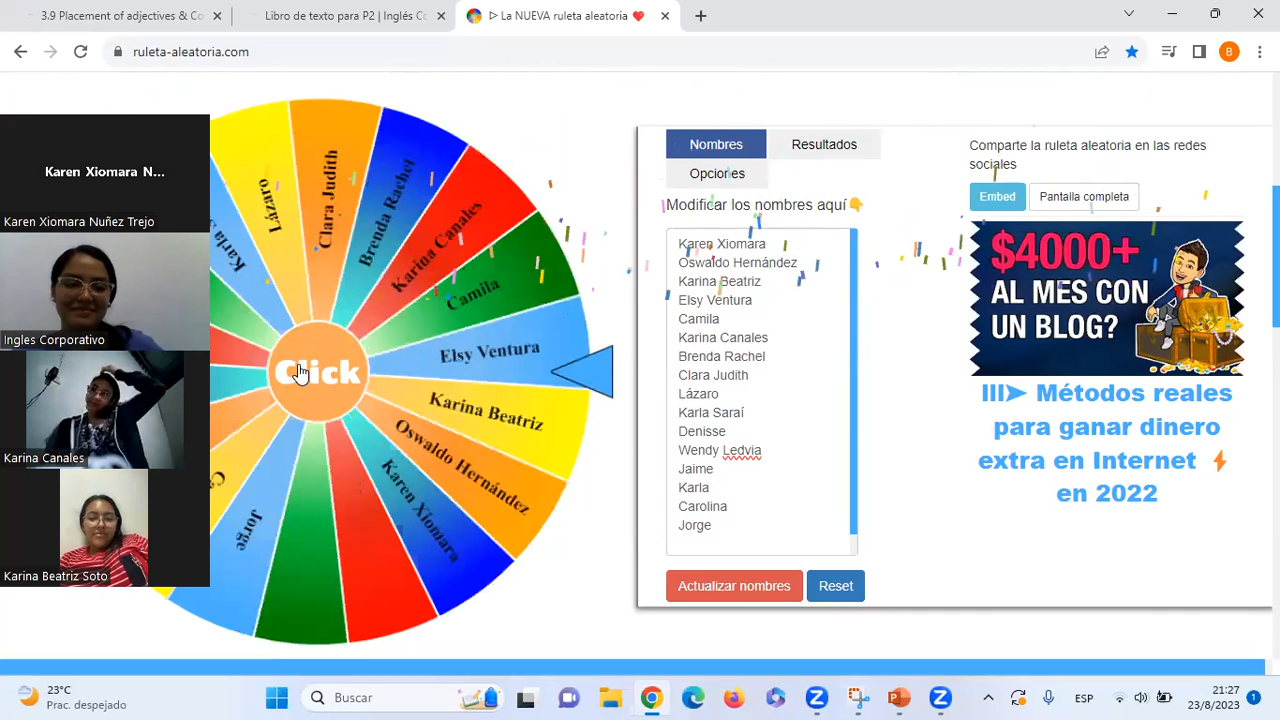 3.9 Placement of adjectives & Co
Libro de texto para P2 | Inglés C
▷ La NUEVA ruleta aleatoria ❤️
ruleta-aleatoria.com
B
Karen Xiomara N...
Karen Xiomara Nuñez Trejo
Ingles Corporativo
Karina Canales
Karina Beatriz Soto
Lázaro
Clara Judith
Brenda Rachel
Karina Canales
Camila
Elsy Ventura
Karina Beatriz
Oswaldo Hernández
Karen Xiomara
Jorge
Click
Nombres
Resultados
Opciones
Modificar los nombres aquí👇
Karen Xiomara
Oswaldo Hernández
Karina Beatriz
Elsy Ventura
Camila
Karina Canales
Brenda Rachel
Clara Judith
Lázaro
Karla Saraí
Denisse
Wendy Ledvia
Jaime
Karla
Carolina
Jorge
Actualizar nombres
Reset
Comparte la ruleta aleatoria en las redes
sociales
Embed
Pantalla completa
$4000+
AL MES CON
UN BLOG?
III➤ Métodos reales
para ganar dinero
extra en Internet ⚡
en 2022
23°C
Prac. despejado
Buscar
ESP
21:27
23/8/2023
1